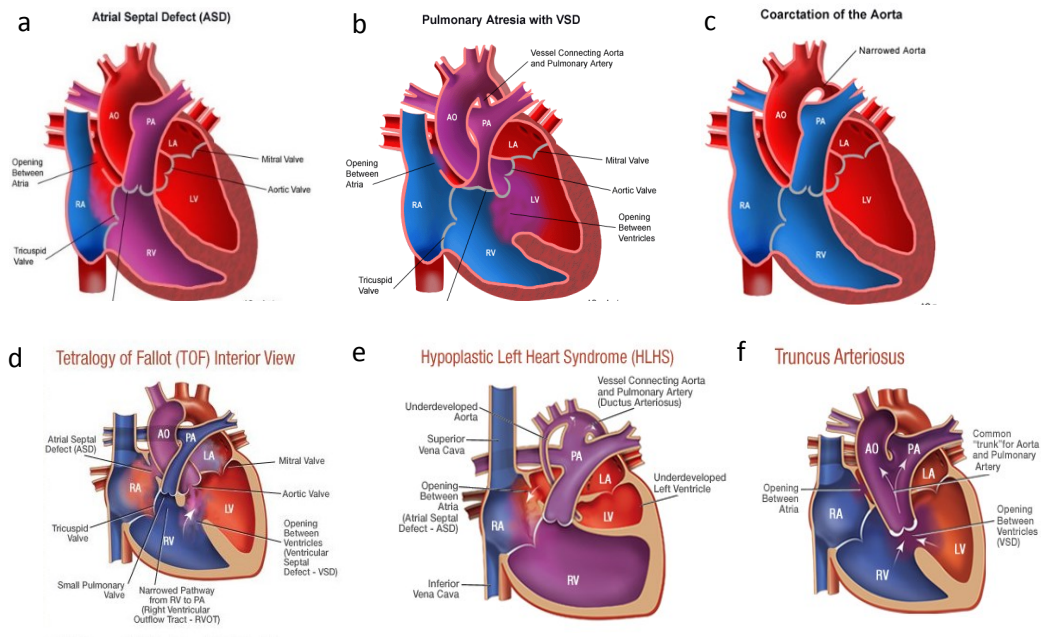 a
Atrial Septal Defect (ASD)
AO
PA
LA
Mitral Valve
Opening
Between
Atria
Aortic Valve
RA
LV
RV
Tricuspid
Valve
b
Pulmonary Atresia with VSD
Vessel Connecting Aorta
and Pulmonary Artery
AO
PA
LA
Mitral Valve
Opening
Between
Atria
Aortic Valve
RA
LV
Opening
Between
Ventricles
RV
Tricuspid
Valve
c
Coarctation of the Aorta
Narrowed Aorta
AO
PA
LA
RA
LV
RV
d
Tetralogy of Fallot (TOF) Interior View
AO
PA
Atrial Septal
Defect (ASD)
LA
Mitral Valve
RA
Aortic Valve
LV
Tricuspid
Valve
RV
Opening
Between
Ventricles
(Ventricular
Septal
Defect - VSD)
Small Pulmonary
Valve
Narrowed Pathway
from RV to PA
(Right Ventricular
Outflow Tract - RVOT)
e
Hypoplastic Left Heart Syndrome (HLHS)
Vessel Connecting Aorta
and Pulmonary Artery
(Ductus Arteriosus)
Underdeveloped
Aorta
Superior
Vena Cava
PA
Opening
Between
Atria
(Atrial Septal
Defect - ASD)
LA
Underdeveloped
Left Ventricle
LV
RA
RV
Inferior
Vena Cava
f
Truncus Arteriosus
AO
PA
Common
"trunk"for Aorta
and Pulmonary
Artery
LA
Opening
Between
Atria
RA
Opening
Between
Ventricles
(VSD)
LV
RV